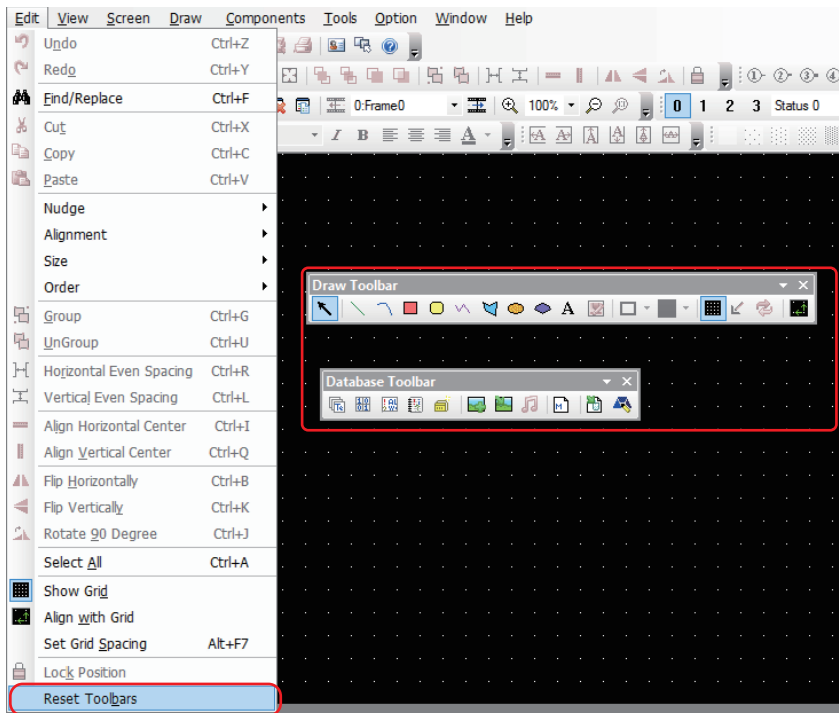 Edit View Screen Draw Components Tools Option Window Help
Undo Ctrl+Z
Redo Ctrl+Y
① ② ③ ④
Find/Replace Ctrl+F
0:Frame0 100% 0 1 2 3 Status 0
Cut Ctrl+X
I B A
Copy Ctrl+C
Paste Ctrl+V
Nudge
Alignment
Size
Order
Draw Toolbar
A
Group Ctrl+G
UnGroup Ctrl+U
Horizontal Even Spacing Ctrl+R
Database Toolbar
Vertical Even Spacing Ctrl+L
Align Horizontal Center Ctrl+I
Align Vertical Center Ctrl+Q
Flip Horizontally Ctrl+B
Flip Vertically Ctrl+K
Rotate 90 Degree Ctrl+J
Select All Ctrl+A
Show Grid
Align with Grid
Set Grid Spacing Alt+F7
Lock Position
Reset Toolbars